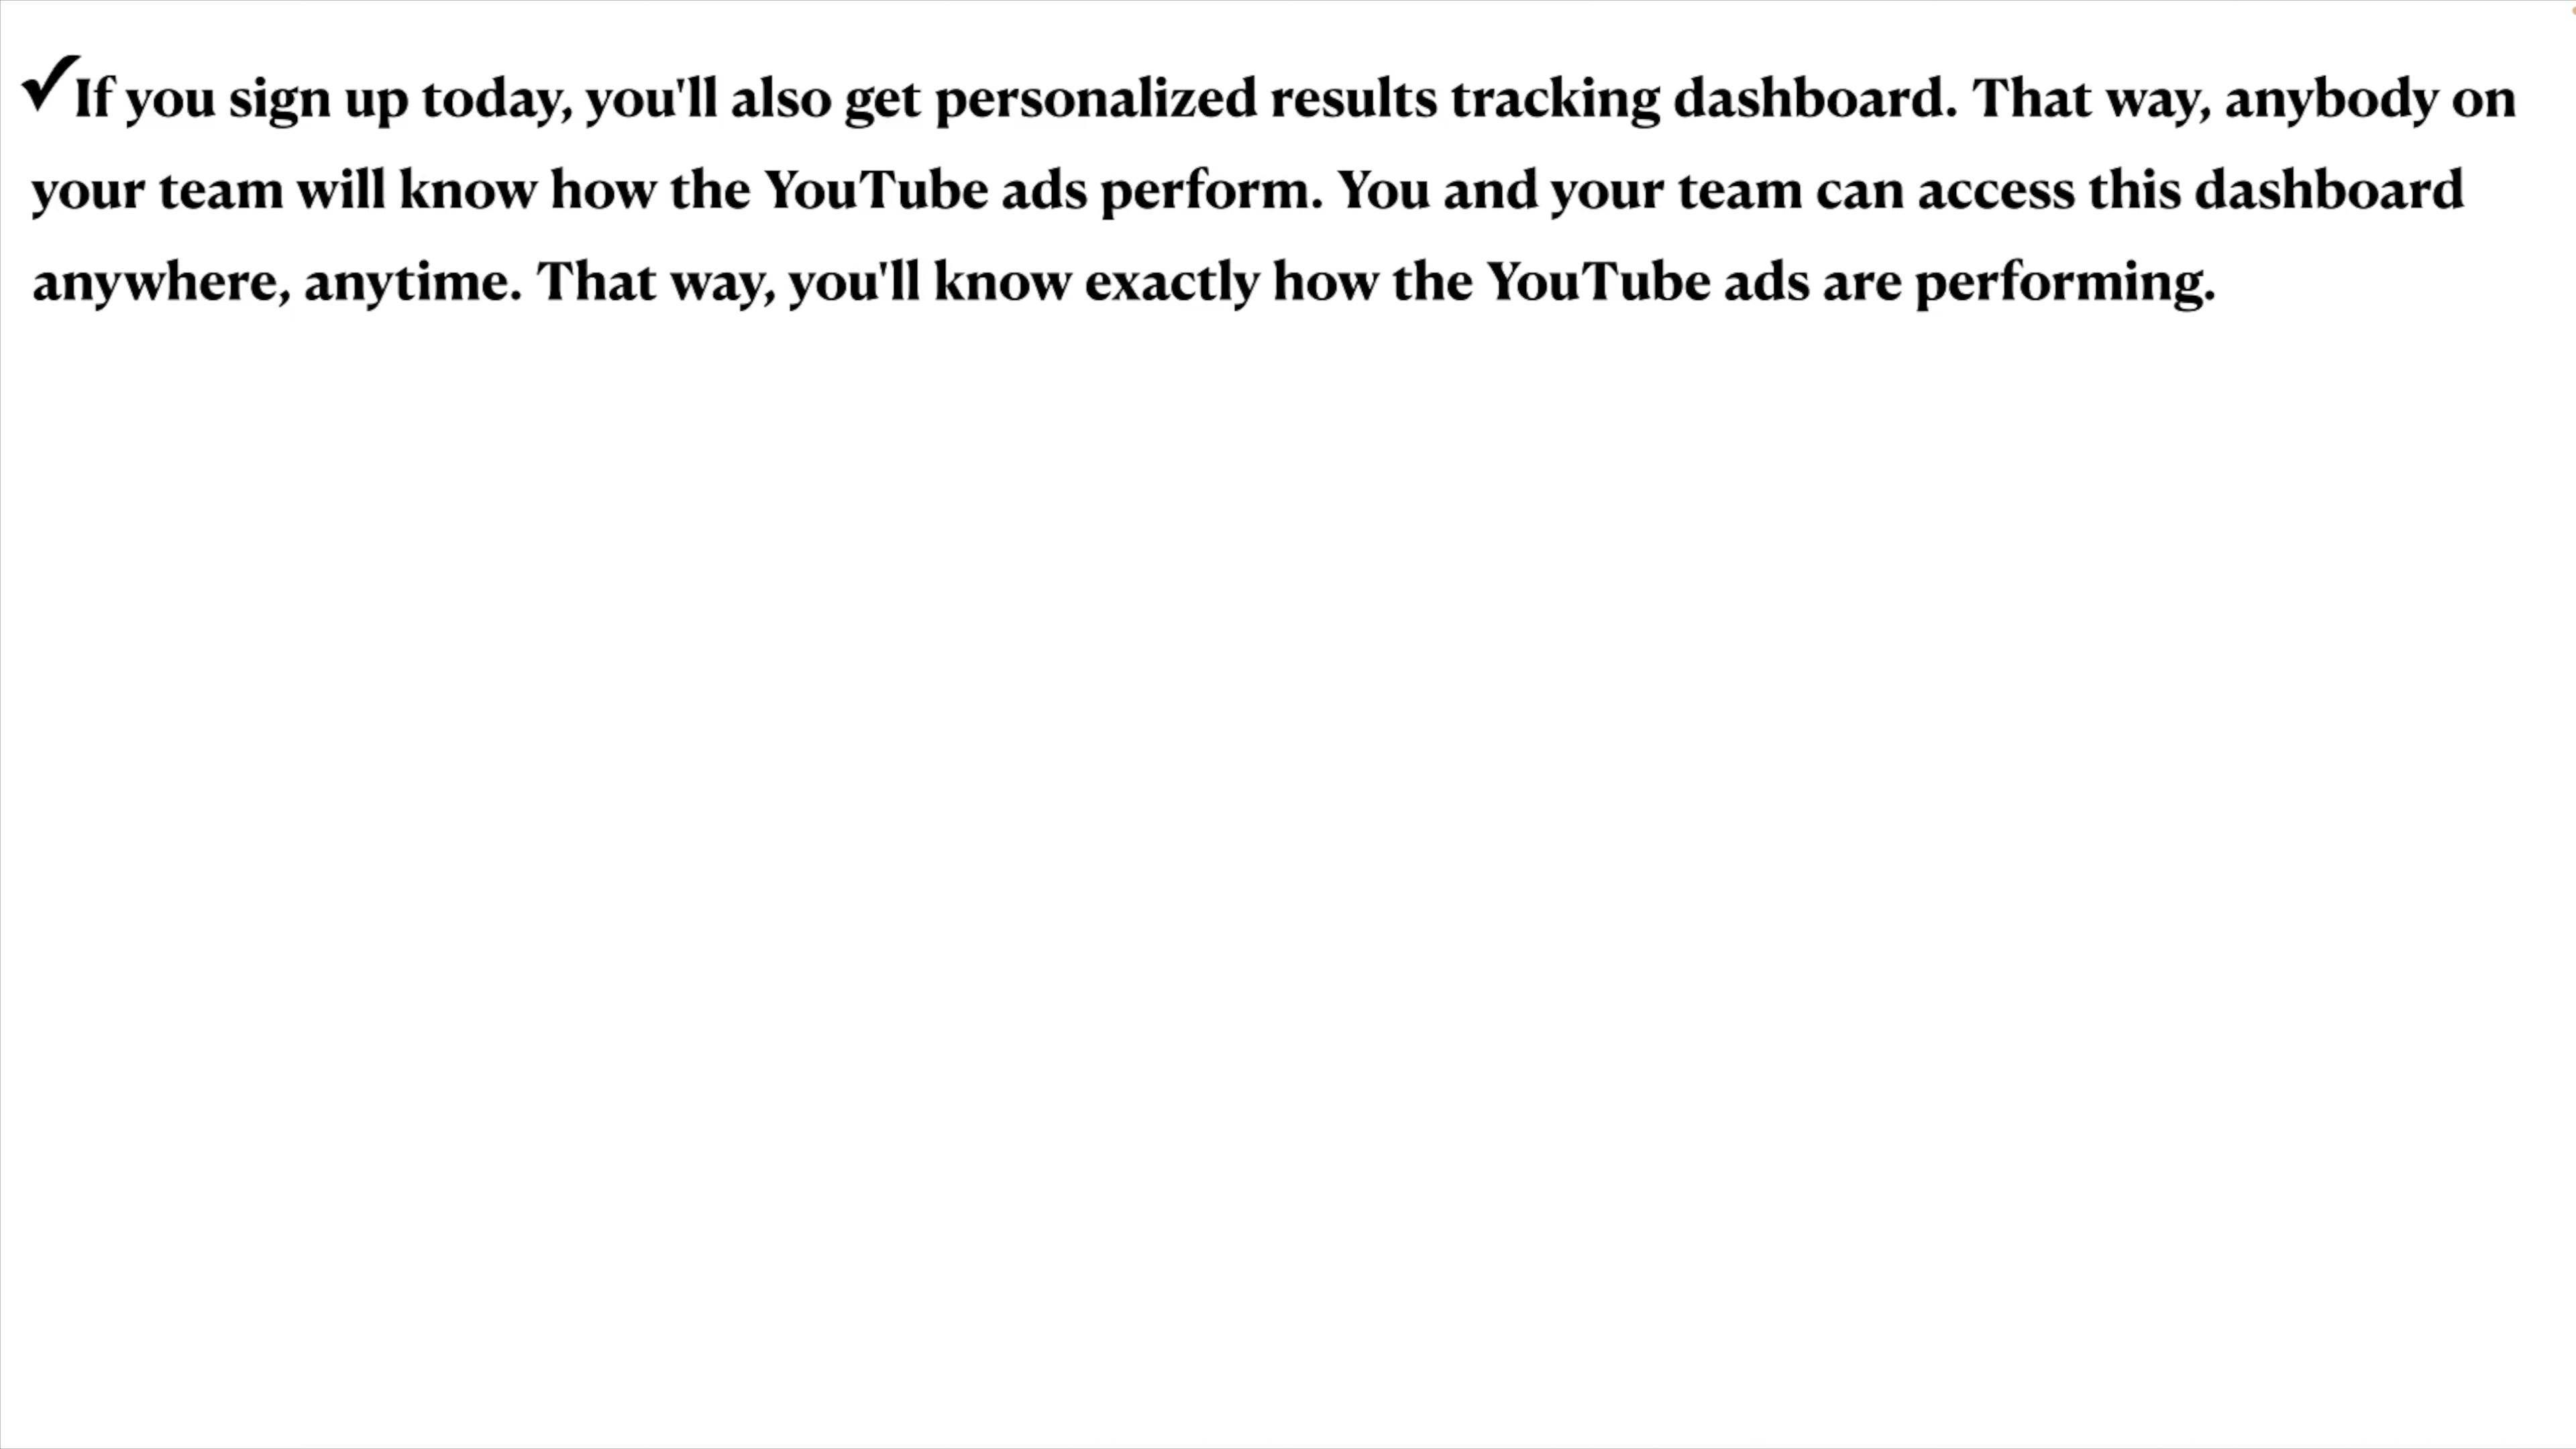 ✓If you sign up today, you'll also get personalized results tracking dashboard. That way, anybody on
your team will know how the YouTube ads perform. You and your team can access this dashboard
anywhere, anytime. That way, you'll know exactly how the YouTube ads are performing.